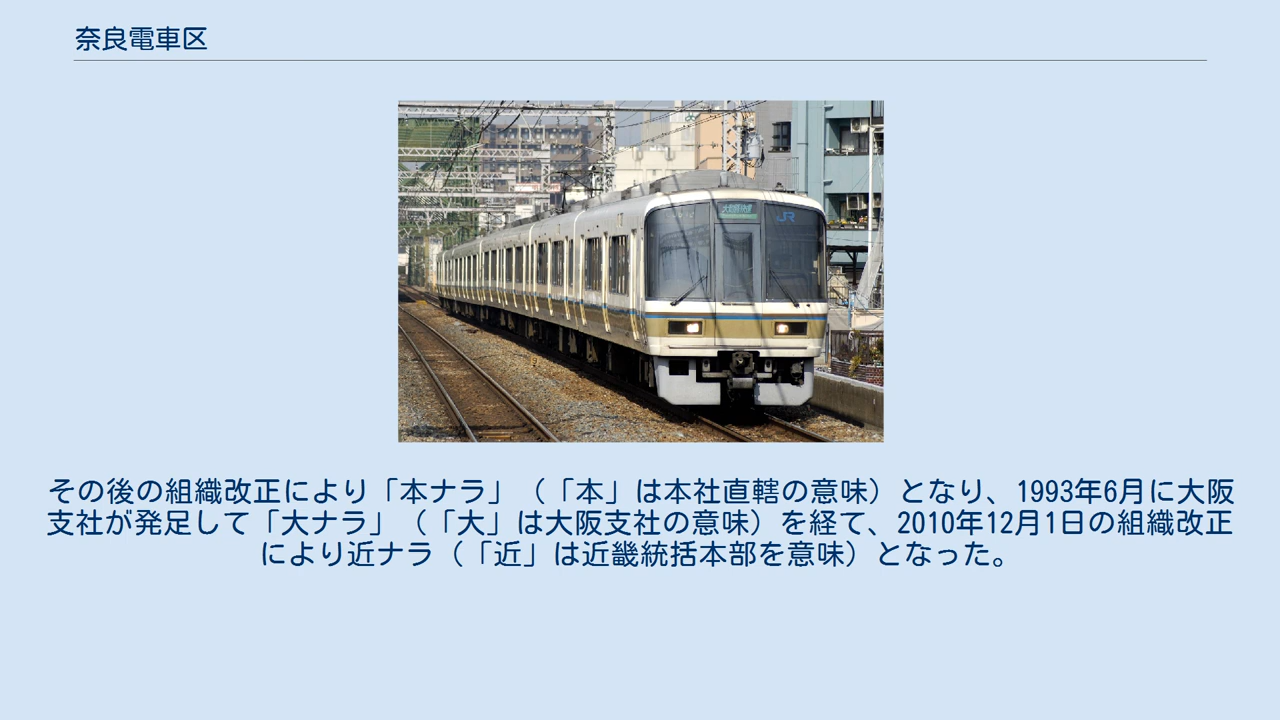 奈良電車区
JR
その後の組織改正により「本ナラ」（「本」は本社直轄の意味）となり、1993年6月に大阪
支社が発足して「大ナラ」（「大」は大阪支社の意味）を経て、2010年12月1日の組織改正
により近ナラ（「近」は近畿統括本部を意味）となった。